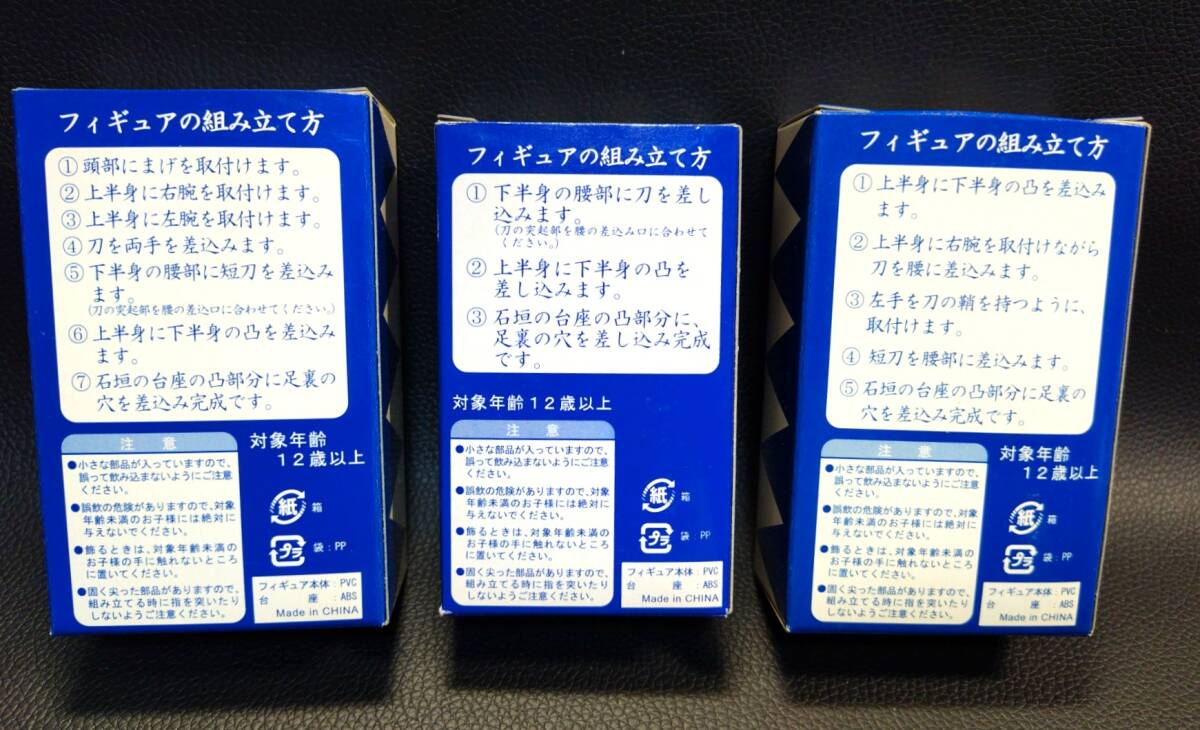 フィギュアの組み立て方
① 頭部にまげを取付けます。
② 上半身に右腕を取付けます。
③ 上半身に左腕を取付けます。
④ 刀を両手を差込みます。
⑤ 下半身の腰部に短刀を差込み
ます。
(刀の突起部を腰の差込口に合わせてください。)
⑥ 上半身に下半身の凸を差込み
ます。
⑦ 石垣の台座の凸部分に足裏の
穴を差込み完成です。
注 意
●小さな部品が入っていますので、
誤って飲み込まないようにご注意
ください。
●誤飲の危険がありますので、対象
年齢未満のお子様には絶対に
与えないでください。
●飾るときは、対象年齢未満の
お子様の手に触れないところ
に置いてください。
●固く尖った部品がありますので、
組み立てる時に指を突いたり
しないようご注意ください。
対象年齢
12歳以上
紙 箱
プラ 袋:PP
フィギュア本体:PVC
台 座:ABS
Made in CHINA
フィギュアの組み立て方
① 下半身の腰部に刀を差し
込みます。
(刀の突起部を腰の差込み口に合わせて
ください。)
② 上半身に下半身の凸を
差し込みます。
③ 石垣の台座の凸部分に、
足裏の穴を差し込み完成
です。
対象年齢12歳以上
注 意
●小さな部品が入っていますので、
誤って飲み込まないようにご注意
ください。
●誤飲の危険がありますので、対象
年齢未満のお子様には絶対に
与えないでください。
●飾るときは、対象年齢未満の
お子様の手に触れないところ
に置いてください。
●固く尖った部品がありますので、
組み立てる時に指を突いたり
しないようご注意ください。
紙 箱
プラ 袋:PP
フィギュア本体:PVC
台 座:ABS
Made in CHINA
フィギュアの組み立て方
① 上半身に下半身の凸を差込み
ます。
② 上半身に右腕を取付けながら
刀を腰に差込みます。
③ 左手を刀の鞘を持つように、
取付けます。
④ 短刀を腰部に差込みます。
⑤ 石垣の台座の凸部分に足裏の
穴を差込み完成です。
注 意
●小さな部品が入っていますので、
誤って飲み込まないようにご注意
ください。
●誤飲の危険がありますので、対象
年齢未満のお子様には絶対に
与えないでください。
●飾るときは、対象年齢未満の
お子様の手に触れないところ
に置いてください。
●固く尖った部品がありますので、
組み立てる時に指を突いたり
しないようご注意ください。
対象年齢
12歳以上
紙 箱
プラ 袋:PP
フィギュア本体:PVC
台 座:ABS
Made in CHINA